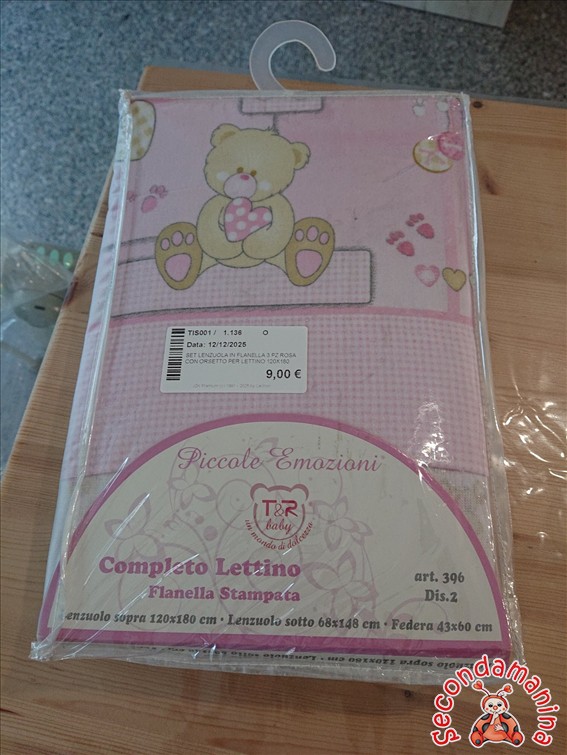 TIS001 / 1.136 O
Data: 12/12/2025
SET LENZUOLA IN FLANELLA 3 PZ ROSA
CON ORSETTO PER LETTINO 120X180
9,00 €
Piccole Emozioni
T&R
baby
un mondo di dolcezza
Completo Lettino
Flanella Stampata
art. 396
Dis.2
Lenzuolo sopra 120x180 cm · Lenzuolo sotto 68x148 cm · Federa 43x60 cm
Secondamanina